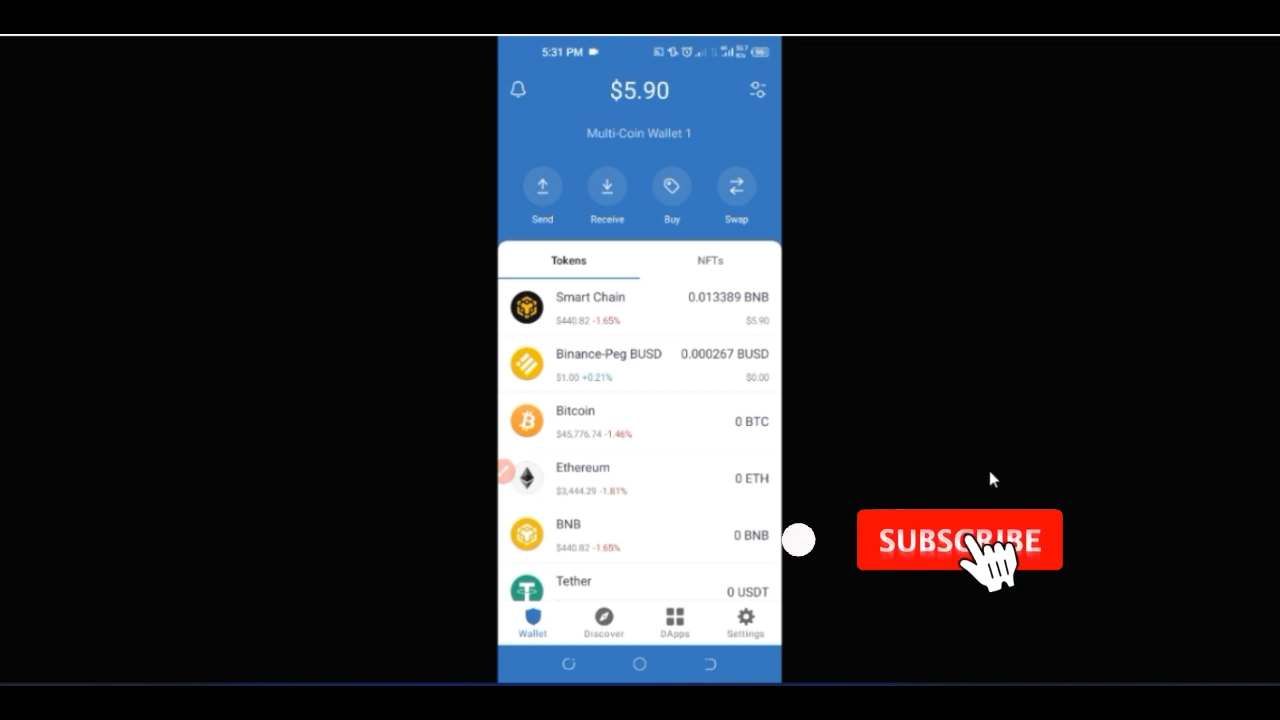 5:31 PM
$5.90
Multi-Coin Wallet 1
Send Receive Buy Swap
Tokens NFTs
Smart Chain 0.013389 BNB
$440.82 -1.65% $5.90
Binance-Peg BUSD 0.000267 BUSD
$1.00 +0.21% $0.00
Bitcoin 0 BTC
$45,776.74 -1.46%
Ethereum 0 ETH
$3,444.29 -1.81%
BNB 0 BNB
$440.82 -1.65%
SUBSCRIBE
Tether 0 USDT
Wallet Discover DApps Settings